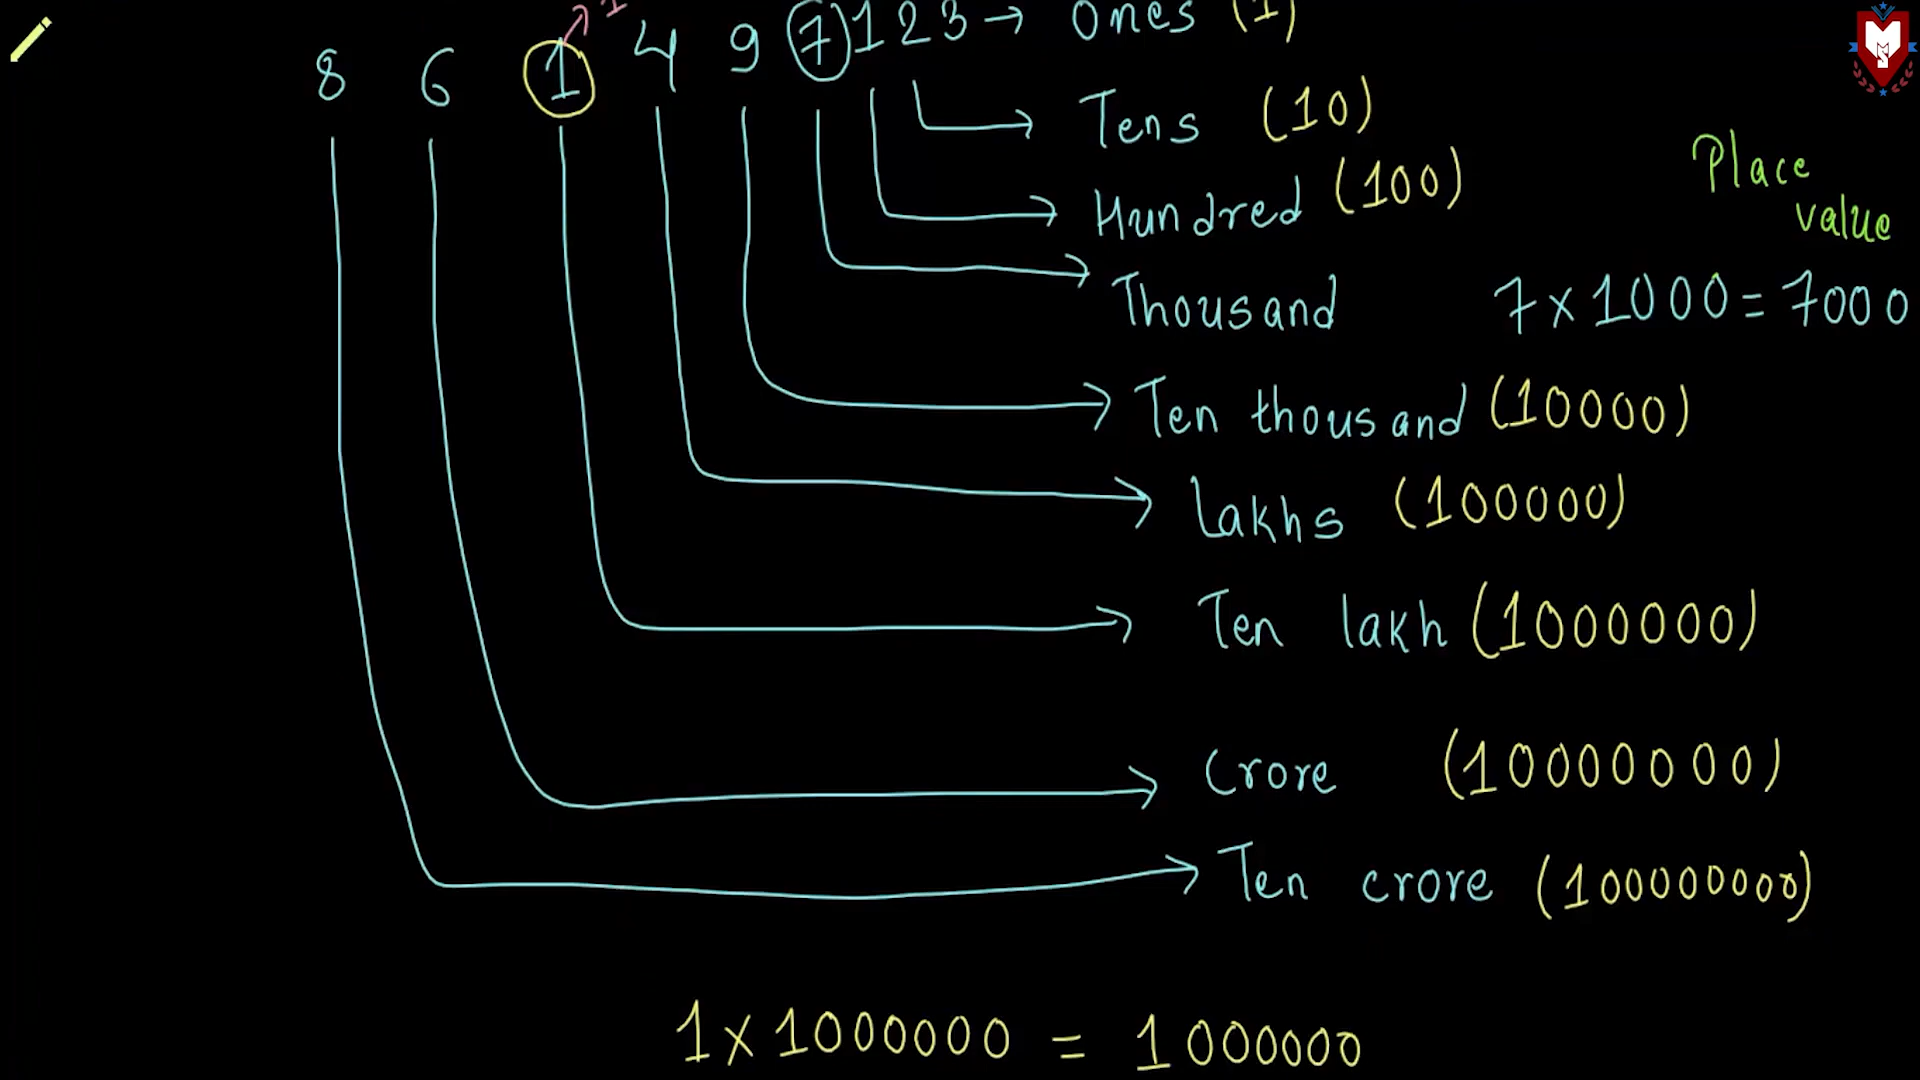 8 6 1 4 9 7 1 2 3 → Ones (1)
1
Tens (10)
Hundred (100)
Place
value
Thousand 7 x 1000 = 7000
Ten thousand (10000)
Lakhs (100000)
Ten lakh (1000000)
Crore (10000000)
Ten crore (100000000)
1 x 1000000 = 1000000